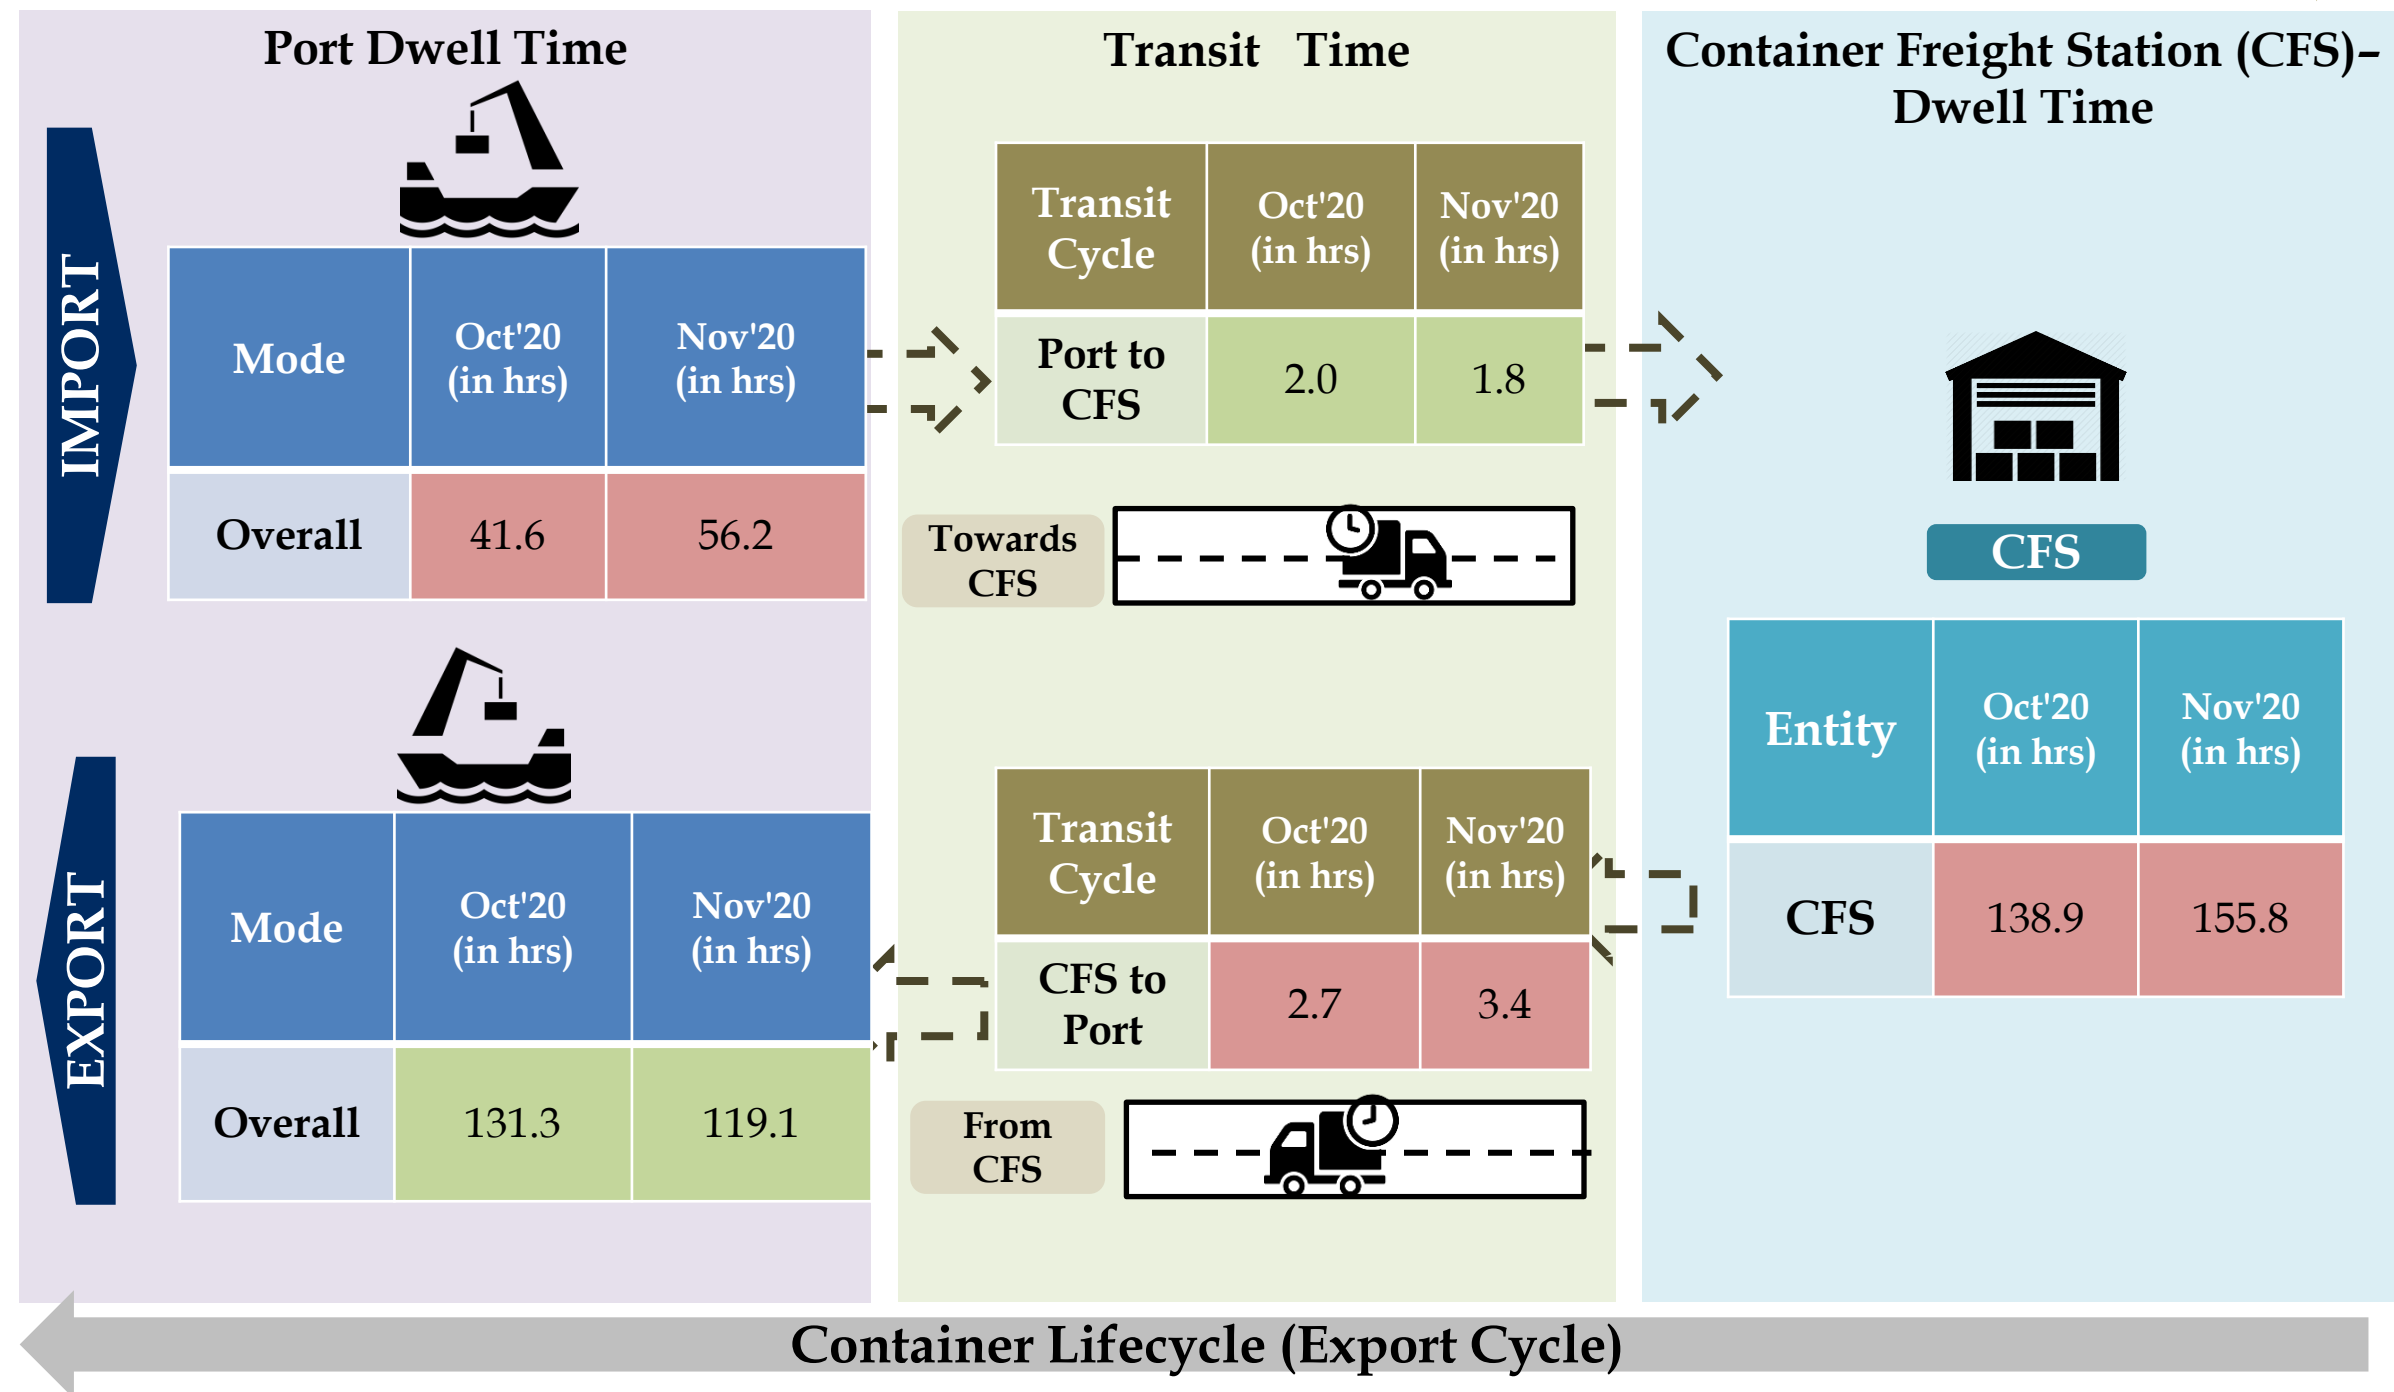 Port Dwell Time
IMPORT
Mode
Oct'20
(in hrs)
Nov'20
(in hrs)
Overall
41.6
56.2
EXPORT
Mode
Oct'20
(in hrs)
Nov'20
(in hrs)
Overall
131.3
119.1
Transit Time
Transit
Cycle
Oct'20
(in hrs)
Nov'20
(in hrs)
Port to
CFS
2.0
1.8
Towards
CFS
Transit
Cycle
Oct'20
(in hrs)
Nov'20
(in hrs)
CFS to
Port
2.7
3.4
From
CFS
Container Freight Station (CFS)–
Dwell Time
CFS
Entity
Oct'20
(in hrs)
Nov'20
(in hrs)
CFS
138.9
155.8
Container Lifecycle (Export Cycle)